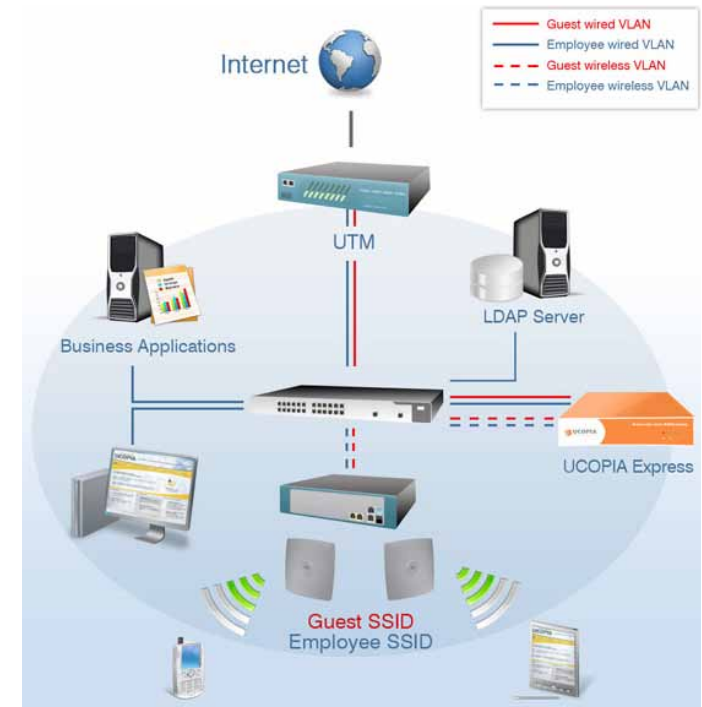 Internet
Guest wired VLAN
Employee wired VLAN
Guest wireless VLAN
Employee wireless VLAN
UTM
Business Applications
LDAP Server
UCOPIA
UCOPIA Express
UCOPIA
Guest SSID
Employee SSID